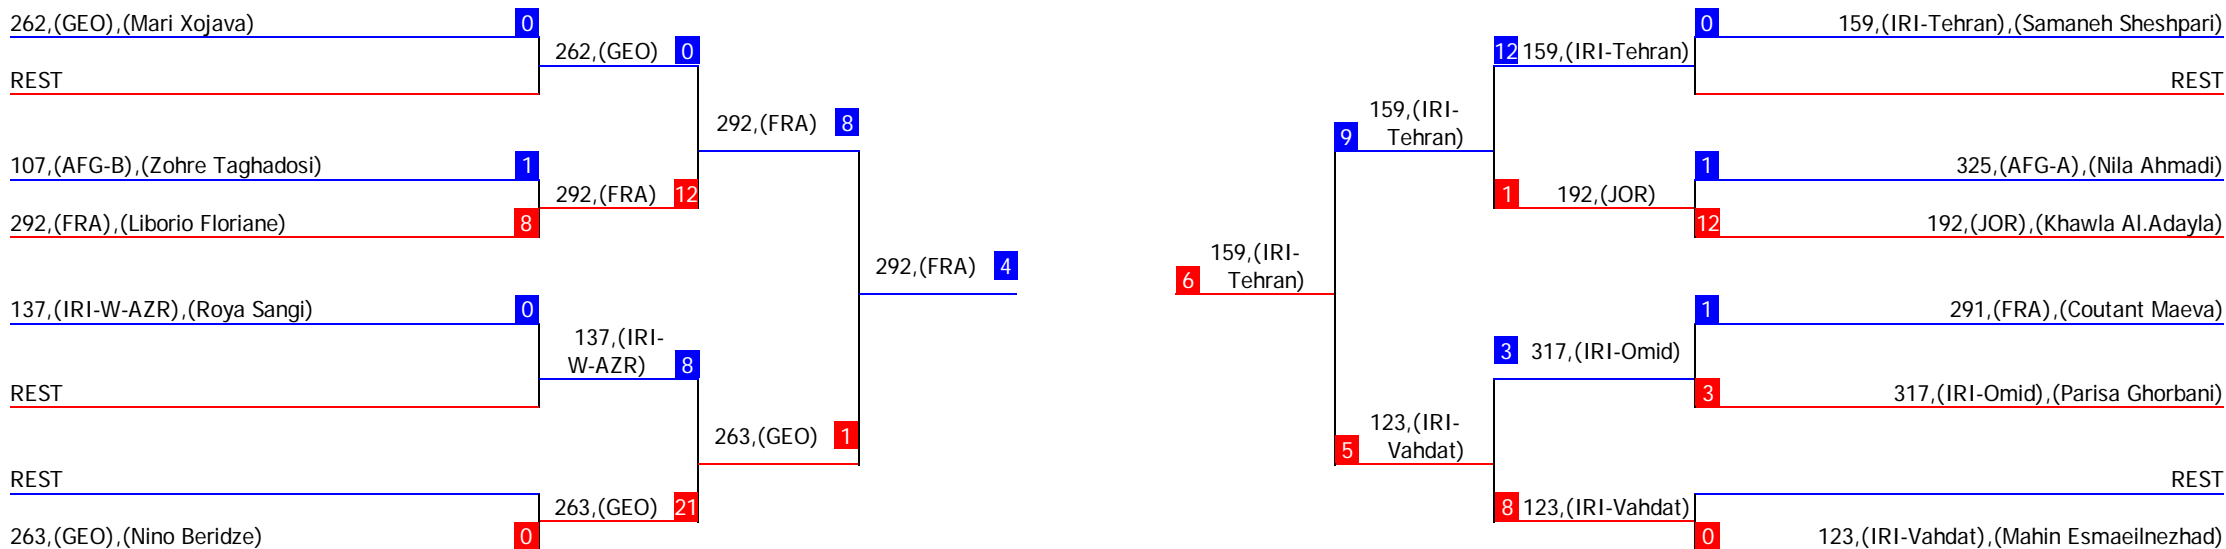 262,(GEO),(Mari Xojava) 0
REST
107,(AFG-B),(Zohre Taghadosi) 1
292,(FRA),(Liborio Floriane) 8
137,(IRI-W-AZR),(Roya Sangi) 0
REST
REST
263,(GEO),(Nino Beridze) 0
262,(GEO) 0
292,(FRA) 12
137,(IRI-
W-AZR) 8
263,(GEO) 21
292,(FRA) 8
263,(GEO) 1
292,(FRA) 4
159,(IRI-
6 Tehran)
159,(IRI-
9 Tehran)
123,(IRI-
5 Vahdat)
12 159,(IRI-Tehran)
1 192,(JOR)
3 317,(IRI-Omid)
8 123,(IRI-Vahdat)
0 159,(IRI-Tehran),(Samaneh Sheshpari)
REST
1 325,(AFG-A),(Nila Ahmadi)
12 192,(JOR),(Khawla Al.Adayla)
1 291,(FRA),(Coutant Maeva)
3 317,(IRI-Omid),(Parisa Ghorbani)
REST
0 123,(IRI-Vahdat),(Mahin Esmaeilnezhad)